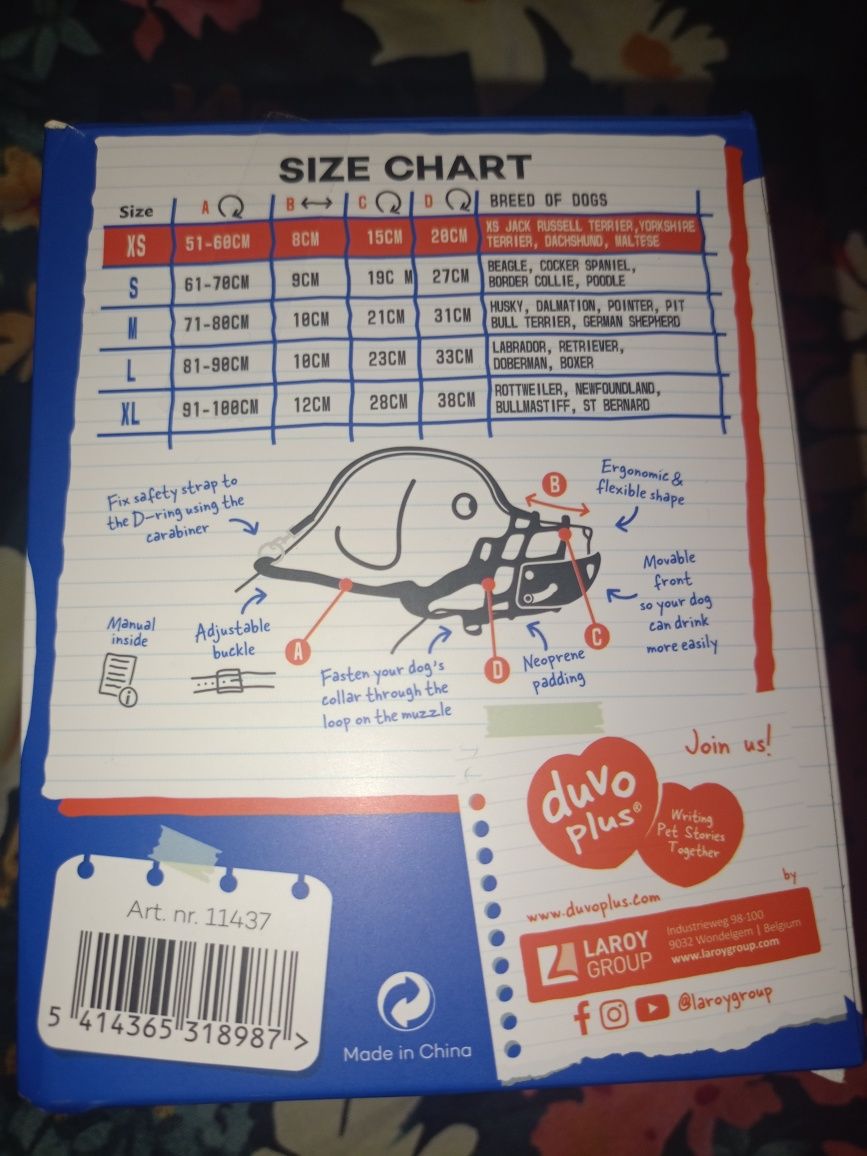 SIZE CHART
Size A B C D BREED OF DOGS
XS 51-60CM 8CM 15CM 20CM XS JACK RUSSELL TERRIER, YORKSHIRE
TERRIER, DACHSHUND, MALTESE
S 61-70CM 9CM 19C M 27CM BEAGLE, COCKER SPANIEL,
BORDER COLLIE, POODLE
M 71-80CM 10CM 21CM 31CM HUSKY, DALMATION, POINTER, PIT
BULL TERRIER, GERMAN SHEPHERD
L 81-90CM 10CM 23CM 33CM LABRADOR, RETRIEVER,
DOBERMAN, BOXER
XL 91-100CM 12CM 28CM 38CM ROTTWEILER, NEWFOUNDLAND,
BULLMASTIFF, ST BERNARD
Fix safety strap to
the D-ring using the
carabiner
B
Ergonomic &
flexible shape
Movable
front
so your dog
can drink
more easily
Manual
inside
Adjustable
buckle
A
Fasten your dog's
collar through the
loop on the muzzle
D
Neoprene
padding
C
Join us!
duvo
plus®
Writing
Pet Stories
Together
www.duvoplus.com
by
LAROY
GROUP
Industrieweg 98-100
9032 Wondelgem | Belgium
www.laroygroup.com
@laroygroup
Art. nr. 11437
5 414365 318987 >
Made in China